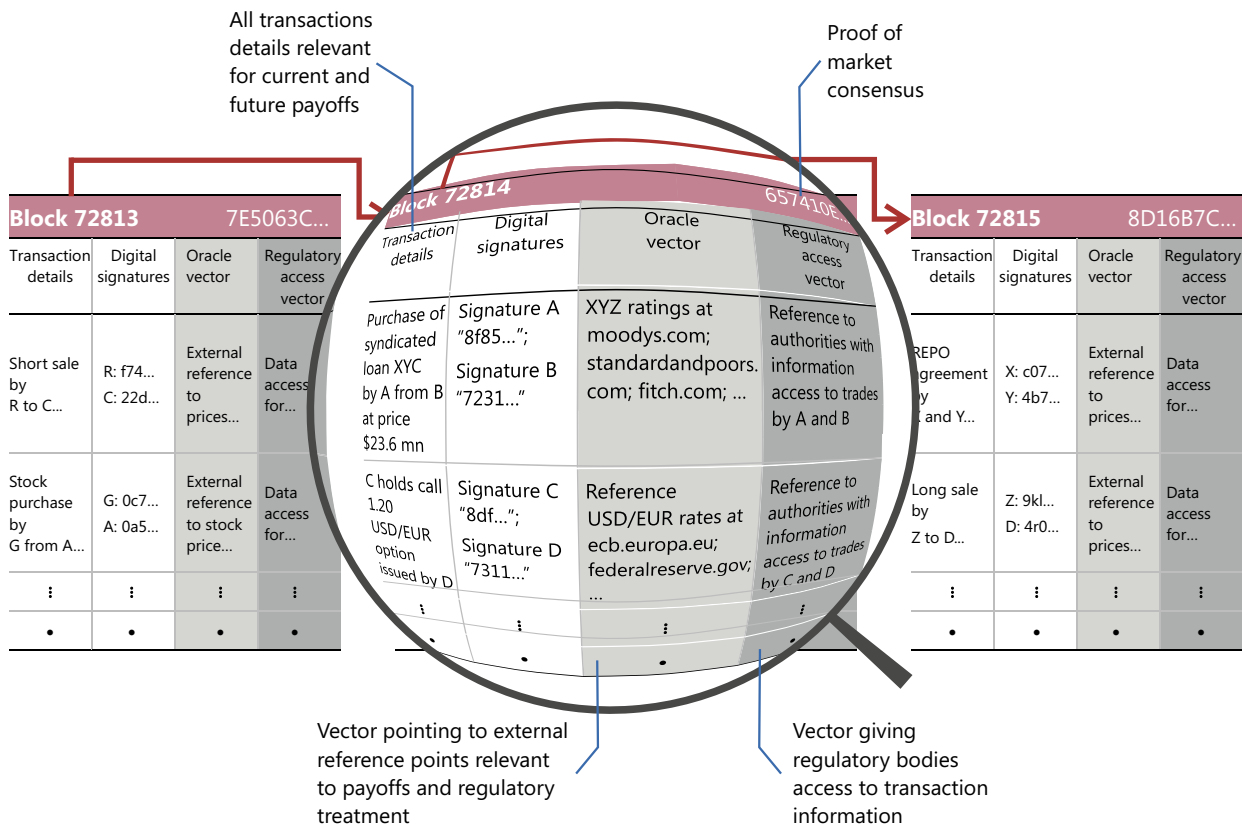 All transactions
details relevant
for current and
future payoffs
Proof of
market
consensus
Block 72813 7E5063C...
Transaction
details
Digital
signatures
Oracle
vector
Regulatory
access
vector
Short sale
by
R to C...
R: f74...
C: 22d...
External
reference
to
prices...
Data
access
for...
Stock
purchase
by
G from A...
G: 0c7...
A: 0a5...
External
reference
to stock
price...
Data
access
for...
Block 72814 657410E...
Transaction
details
Digital
signatures
Oracle
vector
Regulatory
access
vector
Purchase of
syndicated
loan XYC
by A from B
at price
$23.6 mn
Signature A
"8f85...";
Signature B
"7231..."
XYZ ratings at
moodys.com;
standardandpoors.
com; fitch.com; ...
Reference to
authorities with
information
access to trades
by A and B
C holds call
1.20
USD/EUR
option
issued by D
Signature C
"8df...";
Signature D
"7311..."
Reference
USD/EUR rates at
ecb.europa.eu;
federalreserve.gov;
...
Reference to
authorities with
information
access to trades
by C and D
Block 72815 8D16B7C...
Transaction
details
Digital
signatures
Oracle
vector
Regulatory
access
vector
REPO
agreement
by
X and Y...
X: c07...
Y: 4b7...
External
reference
to
prices...
Data
access
for...
Long sale
by
Z to D...
Z: 9kl...
D: 4r0...
External
reference
to
prices...
Data
access
for...
Vector pointing to external
reference points relevant
to payoffs and regulatory
treatment
Vector giving
regulatory bodies
access to transaction
information